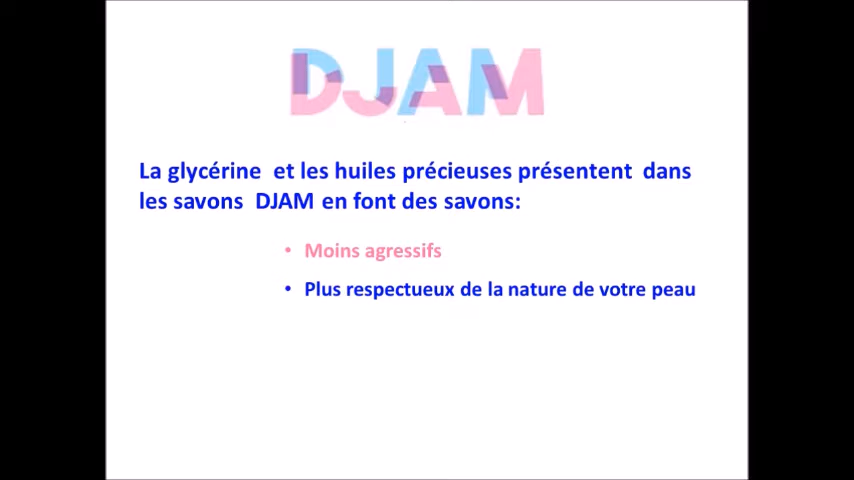 DJAM
La glycérine et les huiles précieuses présentent dans
les savons DJAM en font des savons:
• Moins agressifs
• Plus respectueux de la nature de votre peau